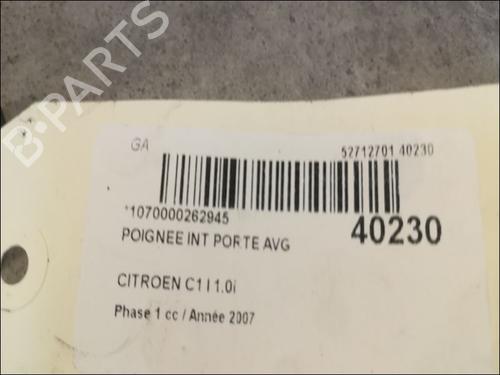 B-PARTS
GA
52712701 40230
*1070000262945
40230
POIGNEE INT PORTE AVG
CITROEN C1 I 1.0i
Phase 1 cc / Année 2007